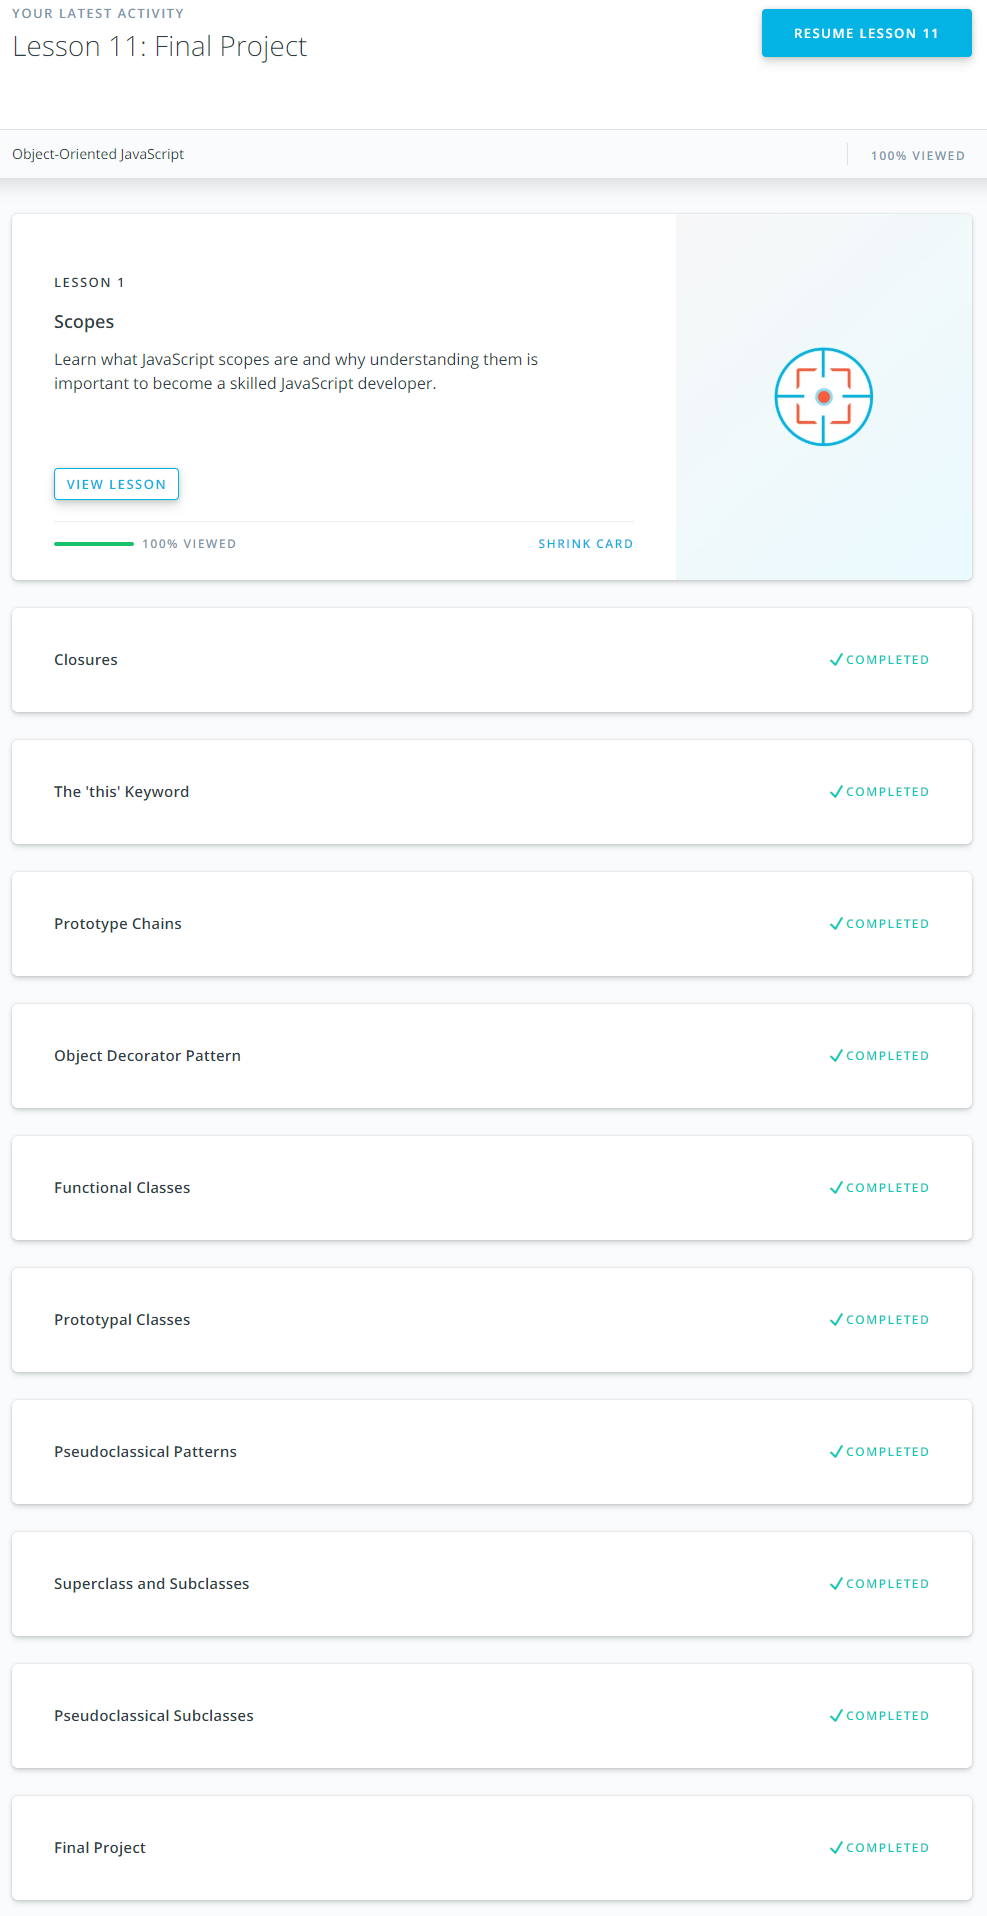 YOUR LATEST ACTIVITY
Lesson 11: Final Project
RESUME LESSON 11
Object-Oriented JavaScript
100% VIEWED
LESSON 1
Scopes
Learn what JavaScript scopes are and why understanding them is
important to become a skilled JavaScript developer.
VIEW LESSON
100% VIEWED
SHRINK CARD
Closures
COMPLETED
The 'this' Keyword
COMPLETED
Prototype Chains
COMPLETED
Object Decorator Pattern
COMPLETED
Functional Classes
COMPLETED
Prototypal Classes
COMPLETED
Pseudoclassical Patterns
COMPLETED
Superclass and Subclasses
COMPLETED
Pseudoclassical Subclasses
COMPLETED
Final Project
COMPLETED